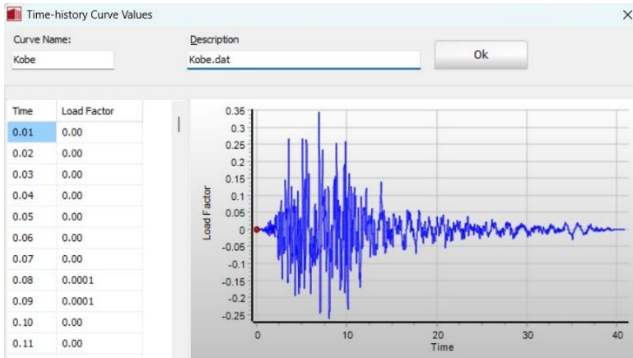 Time-history Curve Values
Curve Name:
Description
Kobe
Kobe.dat
Ok
Time Load Factor
0.01 0.00
0.02 0.00
0.03 0.00
0.04 0.00
0.05 0.00
0.06 0.00
0.07 0.00
0.08 0.0001
0.09 0.0001
0.10 0.00
0.11 0.00
Load Factor
0.35
0.3
0.25
0.2
0.15
0.1
0.05
0
-0.05
-0.1
-0.15
-0.2
-0.25
0 10 20 30 40
Time